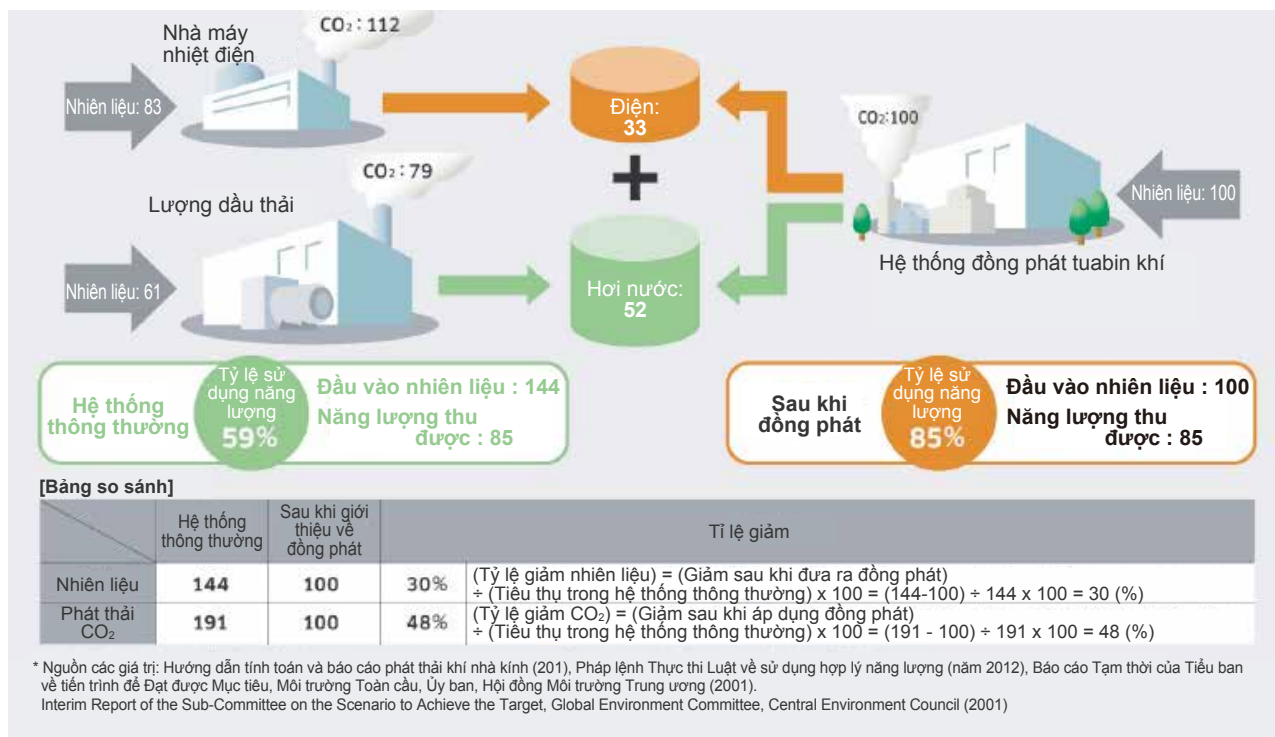 CO₂: 112
Nhà máy
nhiệt điện
Nhiên liệu: 83
Điện:
33
CO₂:100
CO₂: 79
Nhiên liệu: 100
Lượng dầu thải
Hệ thống đồng phát tuabin khí
Nhiên liệu: 61
Hơi nước:
52
Hệ thống
thông thường
Tỷ lệ sử
dụng năng
lượng
59%
Đầu vào nhiên liệu : 144
Năng lượng thu
được : 85
Sau khi
đồng phát
Tỷ lệ sử
dụng năng
lượng
85%
Đầu vào nhiên liệu : 100
Năng lượng thu
được : 85
[Bảng so sánh]
Hệ thống
thông thường
Sau khi giới
thiệu về
đồng phát
Tỉ lệ giảm
Nhiên liệu 144 100 30% (Tỷ lệ giảm nhiên liệu) = (Giảm sau khi đưa ra đồng phát)
÷ (Tiêu thụ trong hệ thống thông thường) x 100 = (144-100) ÷ 144 x 100 = 30 (%)
Phát thải
CO₂
191 100 48% (Tỷ lệ giảm CO₂) = (Giảm sau khi áp dụng đồng phát)
÷ (Tiêu thụ trong hệ thống thông thường) x 100 = (191 - 100) ÷ 191 x 100 = 48 (%)
* Nguồn các giá trị: Hướng dẫn tính toán và báo cáo phát thải khí nhà kính (201), Pháp lệnh Thực thi Luật về sử dụng hợp lý năng lượng (năm 2012), Báo cáo Tạm thời của Tiểu ban
về tiến trình để Đạt được Mục tiêu, Môi trường Toàn cầu, Ủy ban, Hội đồng Môi trường Trung ương (2001).
Interim Report of the Sub-Committee on the Scenario to Achieve the Target, Global Environment Committee, Central Environment Council (2001)